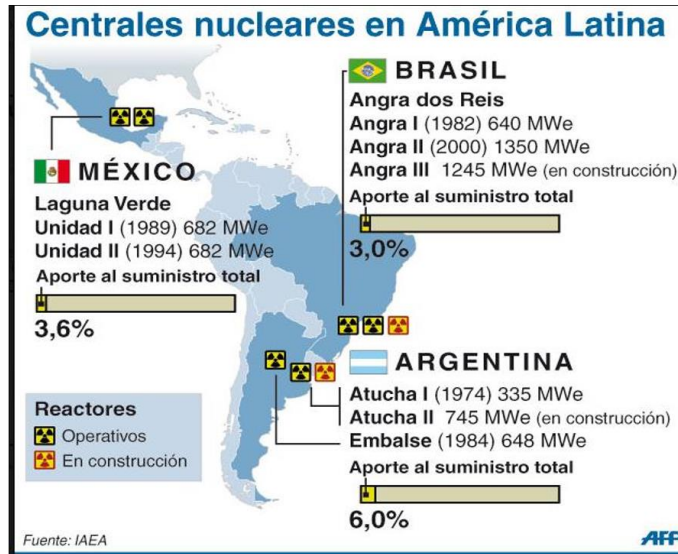 Centrales nucleares en América Latina
BRASIL
Angra dos Reis
Angra I (1982) 640 MWe
Angra II (2000) 1350 MWe
Angra III 1245 MWe (en construcción)
Aporte al suministro total
3,0%
MÉXICO
Laguna Verde
Unidad I (1989) 682 MWe
Unidad II (1994) 682 MWe
Aporte al suministro total
3,6%
ARGENTINA
Atucha I (1974) 335 MWe
Atucha II 745 MWe (en construcción)
Embalse (1984) 648 MWe
Aporte al suministro total
6,0%
Reactores
Operativos
En construcción
Fuente: IAEA
AFP